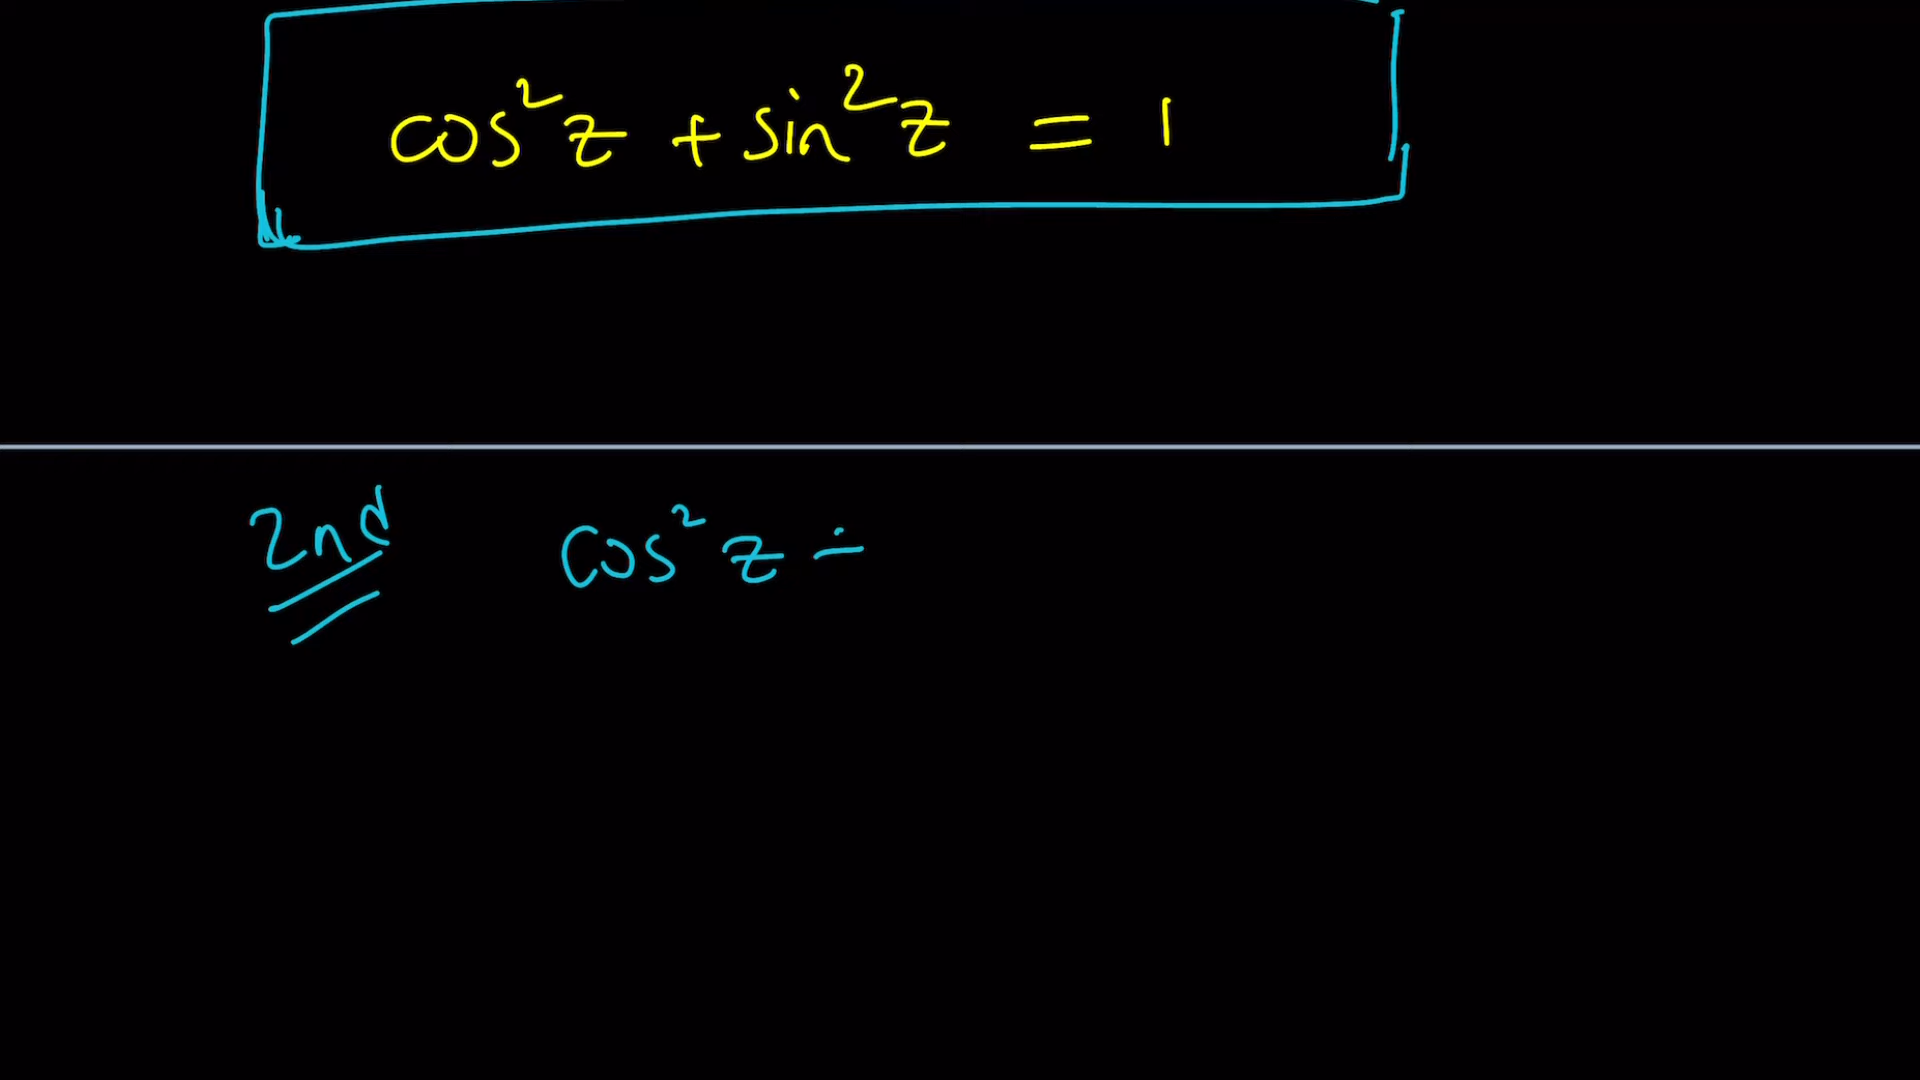 cos²z + sin²z = 1
2nd cos²z =